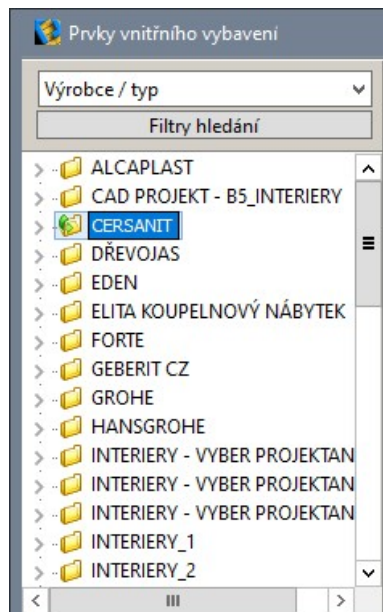 Prvky vnitřního vybavení
Výrobce / typ
Filtry hledání
ALCAPLAST
CAD PROJEKT - B5_INTERIERY
CERSANIT
DŘEVOJAS
EDEN
ELITA KOUPELNOVÝ NÁBYTEK
FORTE
GEBERIT CZ
GROHE
HANSGROHE
INTERIERY - VYBER PROJEKTAN
INTERIERY - VYBER PROJEKTAN
INTERIERY - VYBER PROJEKTAN
INTERIERY_1
INTERIERY_2